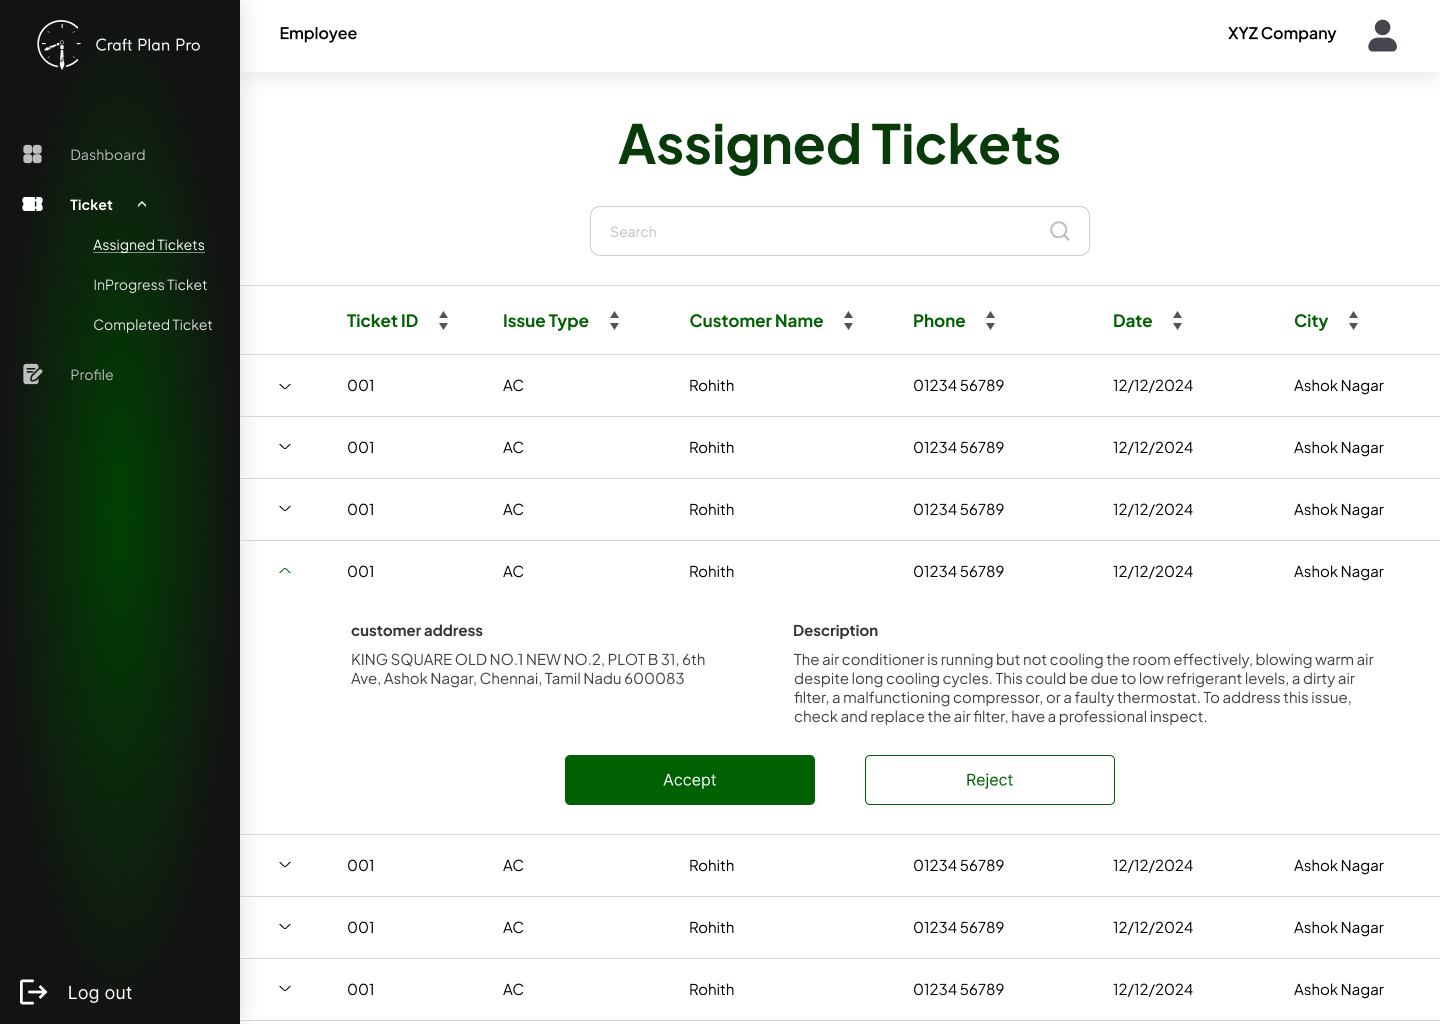 Craft Plan Pro
Employee
XYZ Company
Dashboard
Ticket
Assigned Tickets
InProgress Ticket
Completed Ticket
Profile
Log out
Assigned Tickets
Search
Ticket ID Issue Type Customer Name Phone Date City
001 AC Rohith 01234 56789 12/12/2024 Ashok Nagar
001 AC Rohith 01234 56789 12/12/2024 Ashok Nagar
001 AC Rohith 01234 56789 12/12/2024 Ashok Nagar
001 AC Rohith 01234 56789 12/12/2024 Ashok Nagar
customer address
KING SQUARE OLD NO.1 NEW NO.2, PLOT B 31, 6th
Ave, Ashok Nagar, Chennai, Tamil Nadu 600083
Description
The air conditioner is running but not cooling the room effectively, blowing warm air
despite long cooling cycles. This could be due to low refrigerant levels, a dirty air
filter, a malfunctioning compressor, or a faulty thermostat. To address this issue,
check and replace the air filter, have a professional inspect.
Accept
Reject
001 AC Rohith 01234 56789 12/12/2024 Ashok Nagar
001 AC Rohith 01234 56789 12/12/2024 Ashok Nagar
001 AC Rohith 01234 56789 12/12/2024 Ashok Nagar